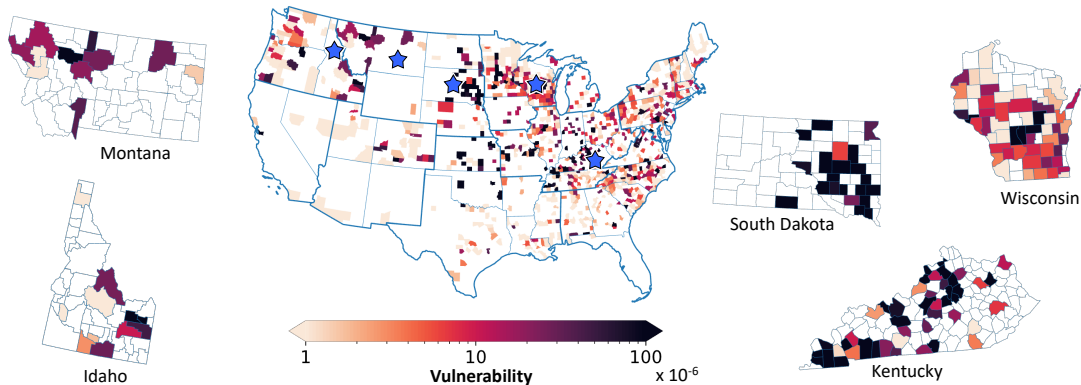 Montana
Wisconsin
South Dakota
Idaho
Kentucky
1
10
100
Vulnerability
x 10⁻⁶